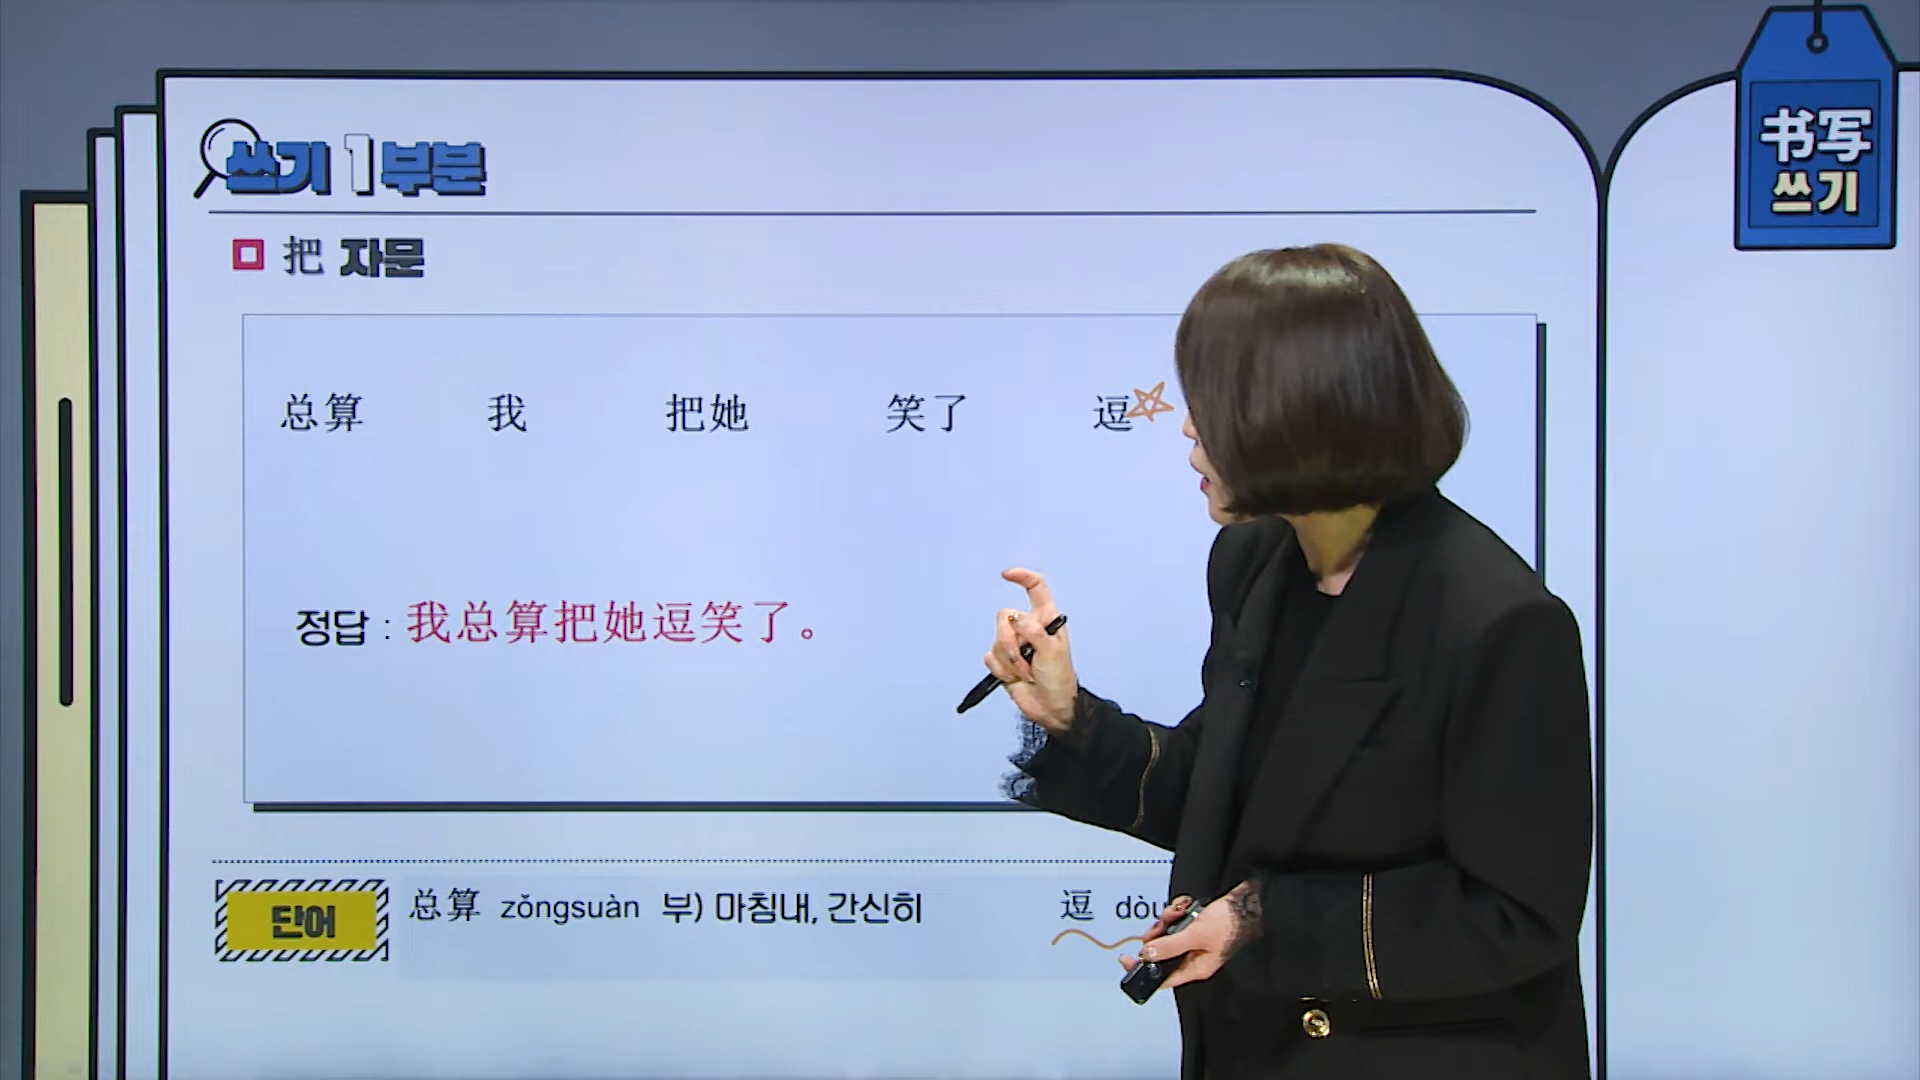 书写
쓰기
쓰기 1 부분
把 자문
总算 我 把她 笑了 逗
정답 : 我总算把她逗笑了。
단어
总算 zǒngsuàn 부) 마침내, 간신히 逗 dòu